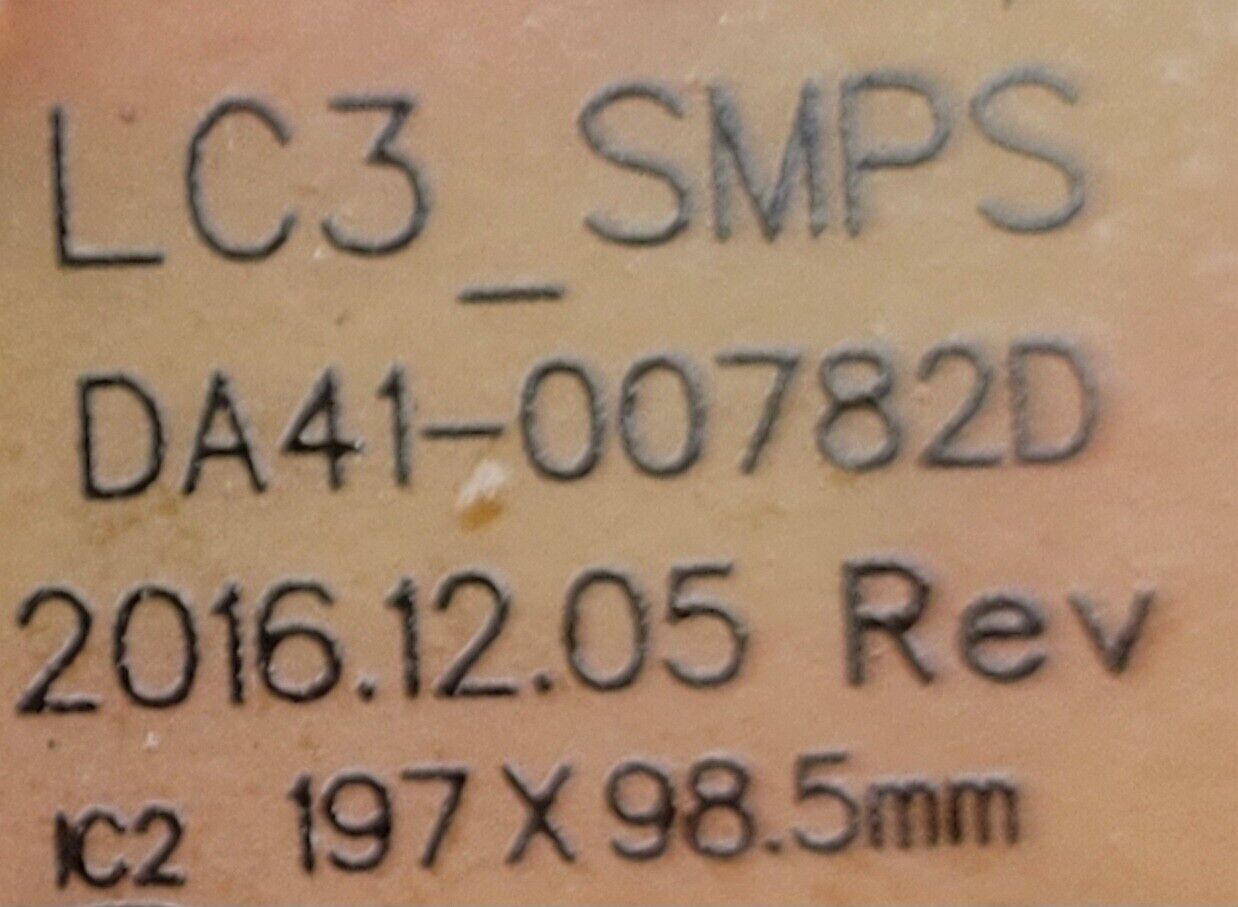 LC3_SMPS
DA41-00782D
2016.12.05 Rev
IC2 197 X 98.5mm